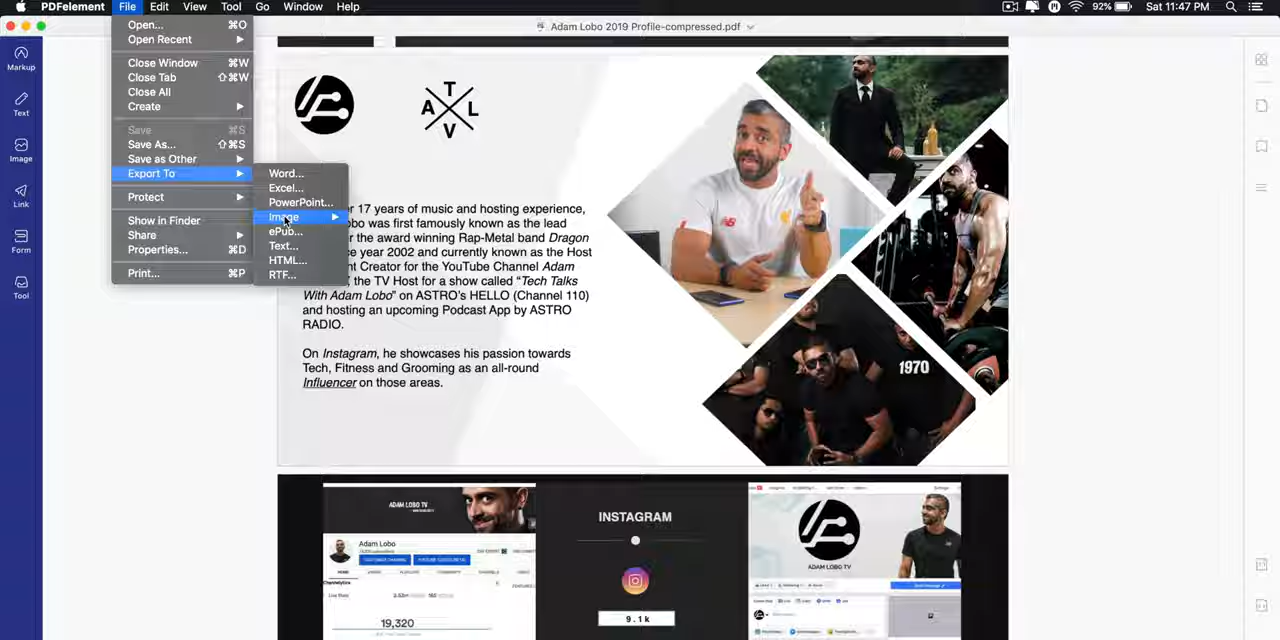 PDFelement File Edit View Tool Go Window Help 92% Sat 11:47 PM
Adam Lobo 2019 Profile-compressed.pdf
Markup
Text
Image
Link
Form
Tool
Open... ⌘O
Open Recent
Close Window ⌘W
Close Tab ⇧⌘W
Close All
Create
Save ⌘S
Save As... ⇧⌘S
Save as Other
Export To
Protect
Show in Finder
Share
Properties... ⌘D
Print... ⌘P
Word...
Excel...
PowerPoint...
Image
ePub...
Text...
HTML...
RTF...
A T L V
17 years of music and hosting experience,
obo was first famously known as the lead
r the award winning Rap-Metal band Dragon
ce year 2002 and currently known as the Host
nt Creator for the YouTube Channel Adam
, the TV Host for a show called “Tech Talks
With Adam Lobo” on ASTRO’s HELLO (Channel 110)
and hosting an upcoming Podcast App by ASTRO
RADIO.
On Instagram, he showcases his passion towards
Tech, Fitness and Grooming as an all-round
Influencer on those areas.
1970
ADAM LOBO TV
Adam Lobo
19,320
INSTAGRAM
9.1k
ADAM LOBO TV